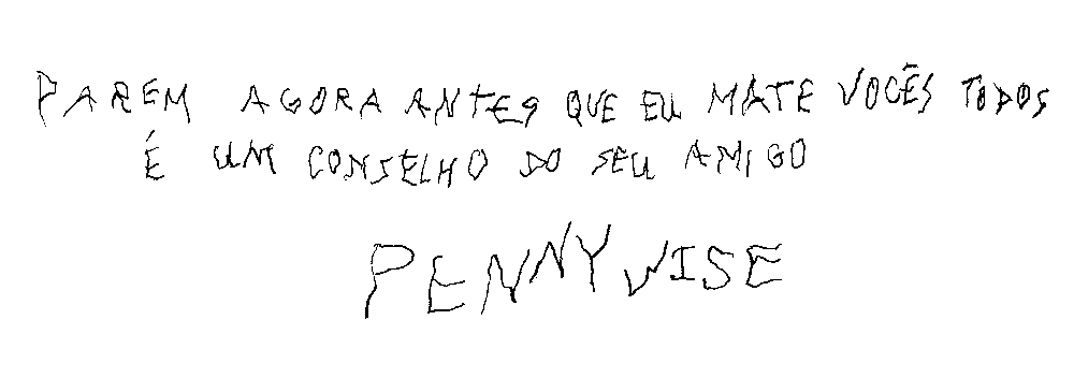 PAREM AGORA ANTES QUE EU MATE VOCÊS TODOS
É UM CONSELHO DO SEU AMIGO
PENNYWISE